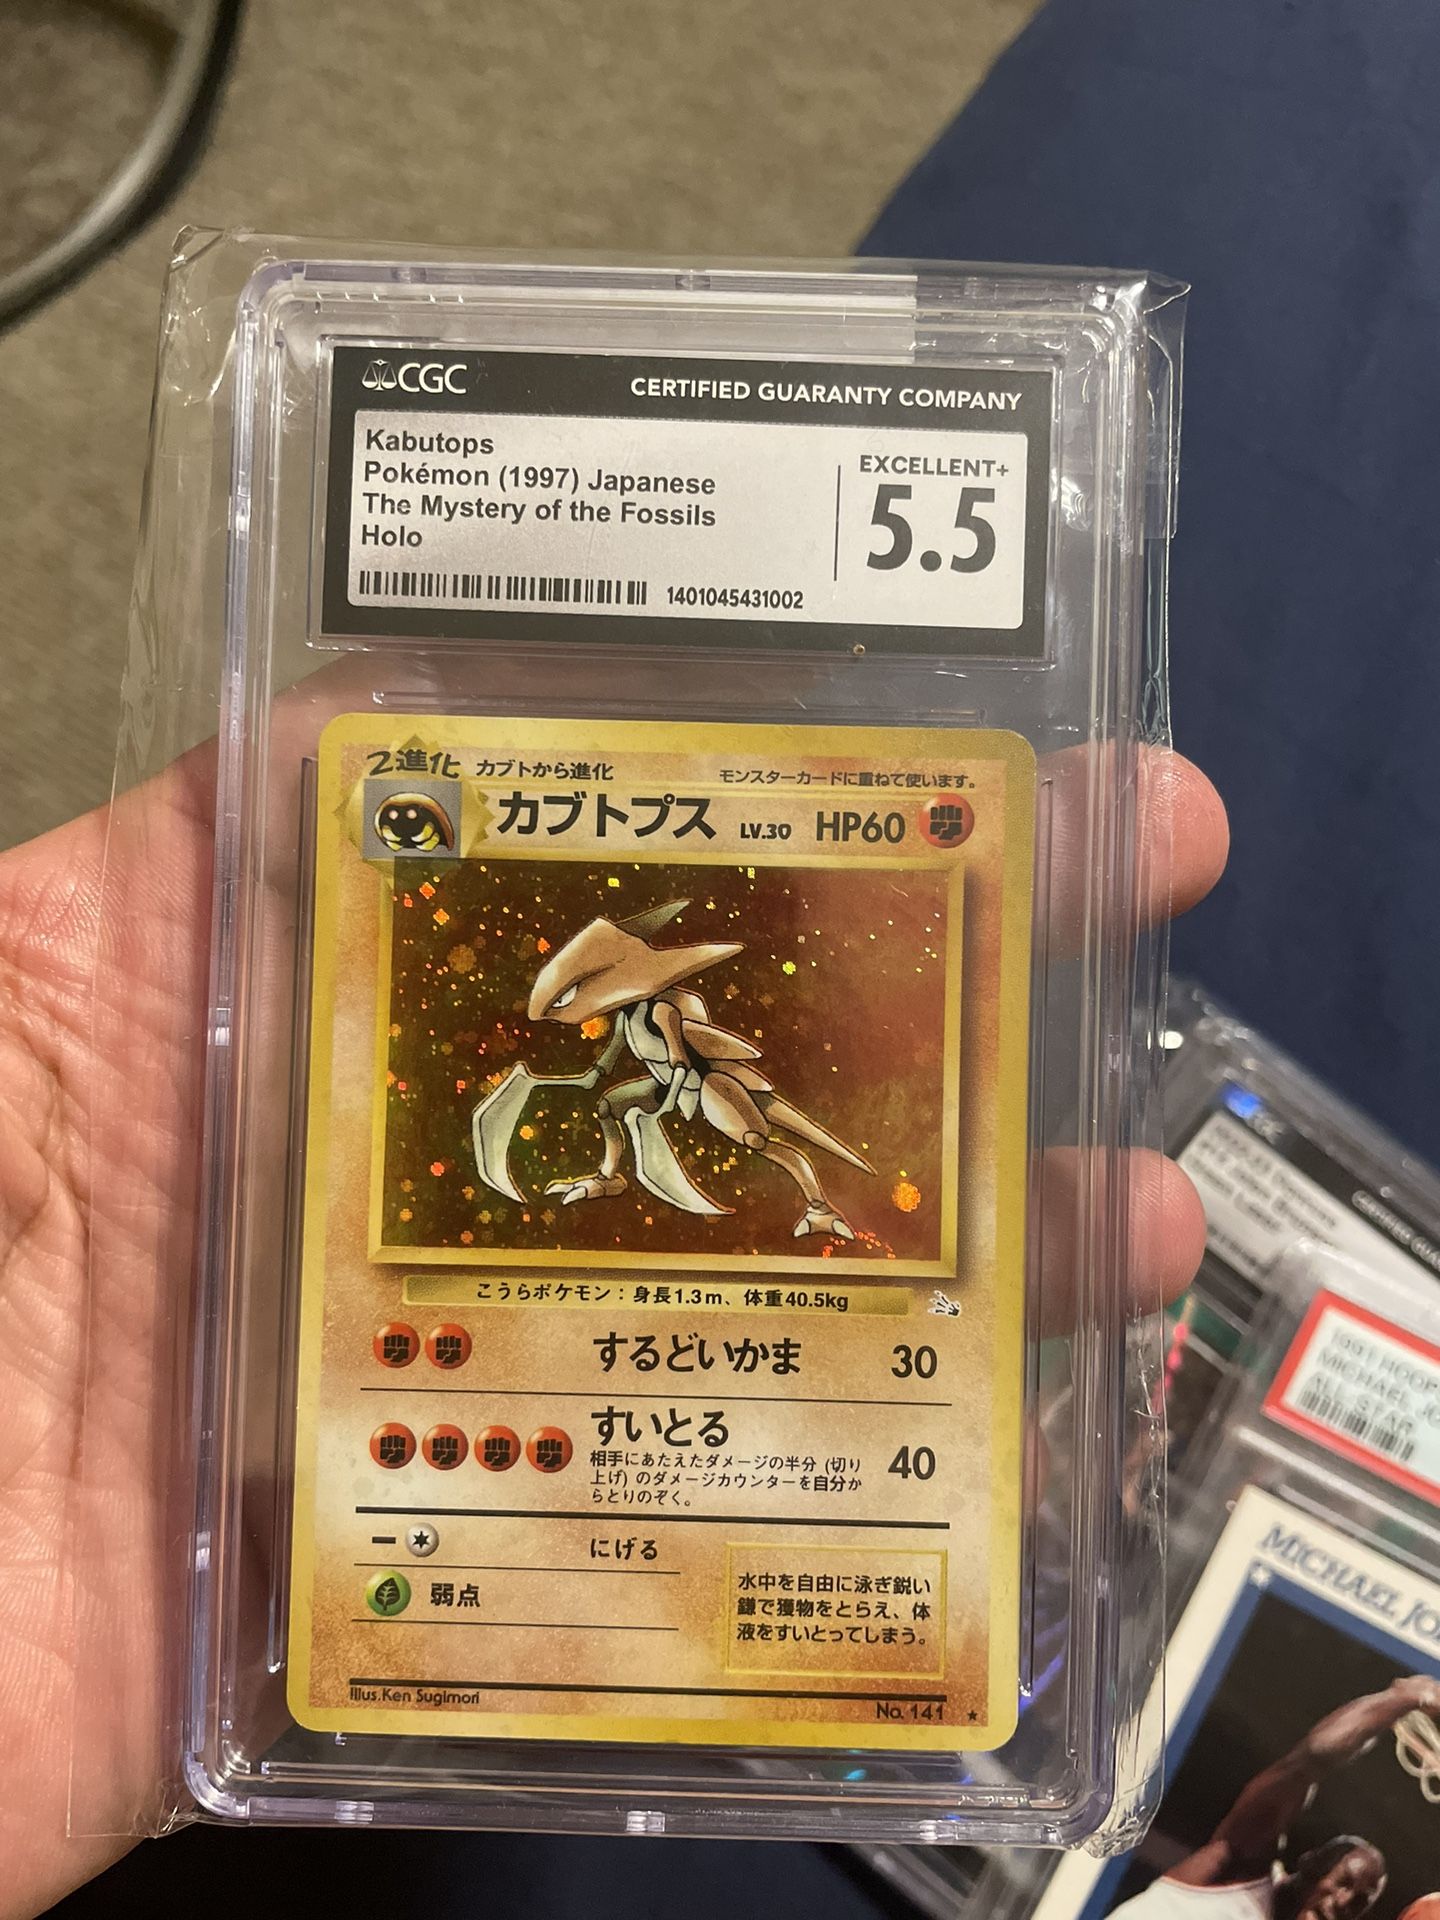 CGC
CERTIFIED GUARANTY COMPANY
Kabutops
Pokémon (1997) Japanese
The Mystery of the Fossils
Holo
EXCELLENT+
5.5
1401045431002
2進化 カブトから進化
モンスターカードに重ねて使います。
カブトプス LV.30 HP60
こうらポケモン：身長1.3m、体重40.5kg
するどいかま 30
すいとる 40
相手にあたえたダメージの半分（切り
上げ）のダメージカウンターを自分か
らとりのぞく。
にげる
弱点
水中を自由に泳ぎ鋭い
鎌で獲物をとらえ、体
液をすいとってしまう。
Illus.Ken Sugimori
No. 141
CGC
1991 HOOP
MICHAEL
ALL-STAR
MICHAEL